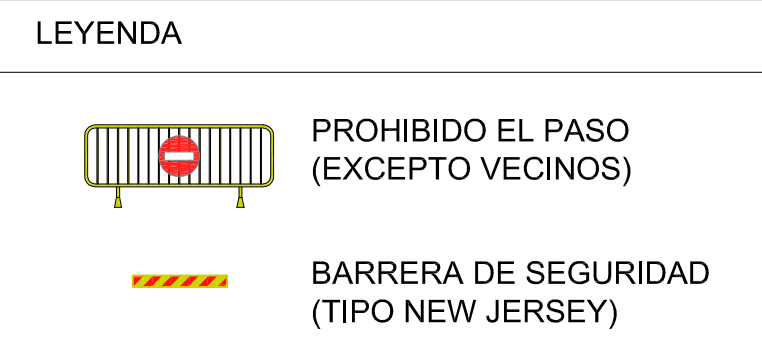 LEYENDA
PROHIBIDO EL PASO
(EXCEPTO VECINOS)
BARRERA DE SEGURIDAD
(TIPO NEW JERSEY)